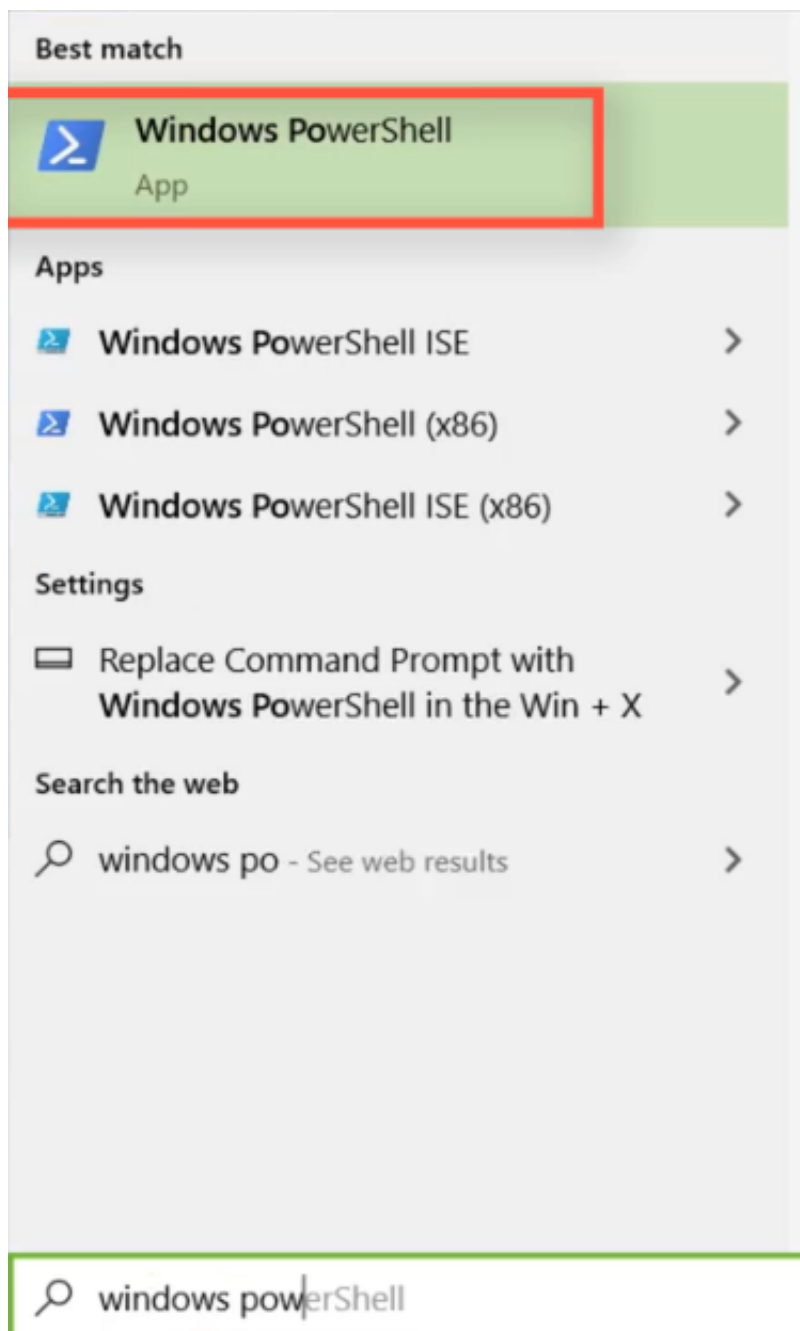 Best match
Windows PowerShell
App
Apps
Windows PowerShell ISE
Windows PowerShell (x86)
Windows PowerShell ISE (x86)
Settings
Replace Command Prompt with
Windows PowerShell in the Win + X
Search the web
windows po - See web results
windows powerShell